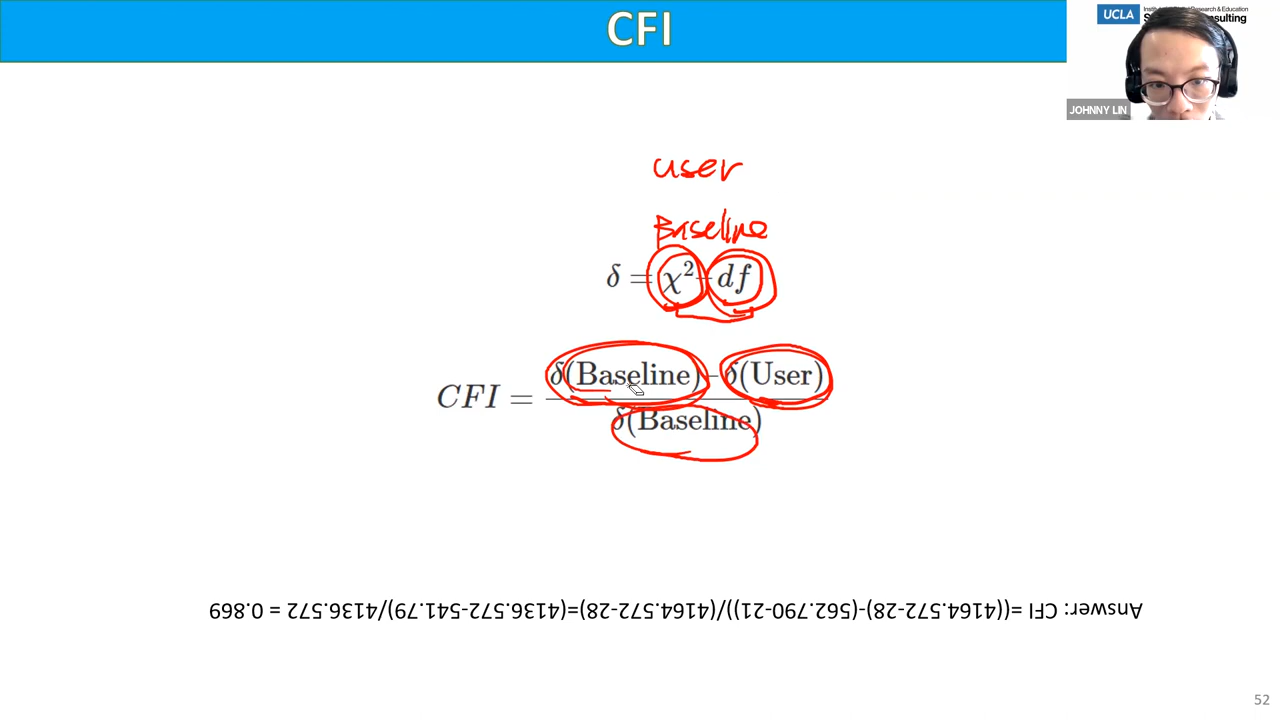 CFI
UCLA
JOHNNY LIN
user
Baseline
δ = χ² - df
CFI = δ(Baseline) - δ(User)
δ(Baseline)
Answer: CFI =((4164.572-28)-(562.790-21))/(4164.572-28)=(4136.572-541.79)/4136.572 = 0.869
52